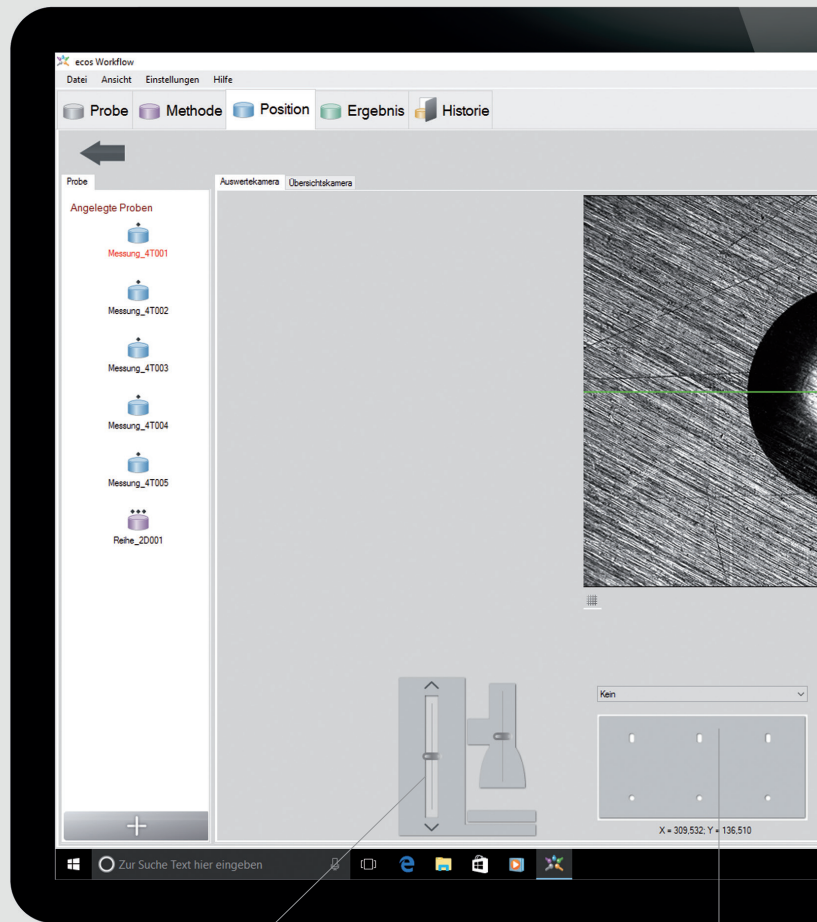 ecos Workflow
Datei Ansicht Einstellungen Hilfe
Probe Methode Position Ergebnis Historie
Probe
Auswertekamera Übersichtskamera
Angelegte Proben
Messung_4T001
Messung_4T002
Messung_4T003
Messung_4T004
Messung_4T005
Reihe_2D001
Kein
X = 309,532; Y = 136,510
Zur Suche Text hier eingeben